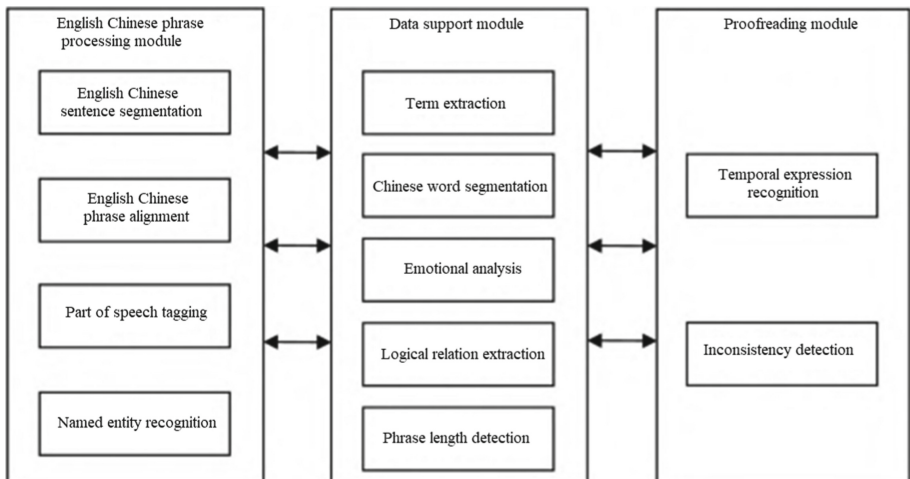 English Chinese phrase
processing module
English Chinese
sentence segmentation
English Chinese
phrase alignment
Part of speech tagging
Named entity recognition
Data support module
Term extraction
Chinese word segmentation
Emotional analysis
Logical relation extraction
Phrase length detection
Proofreading module
Temporal expression
recognition
Inconsistency detection